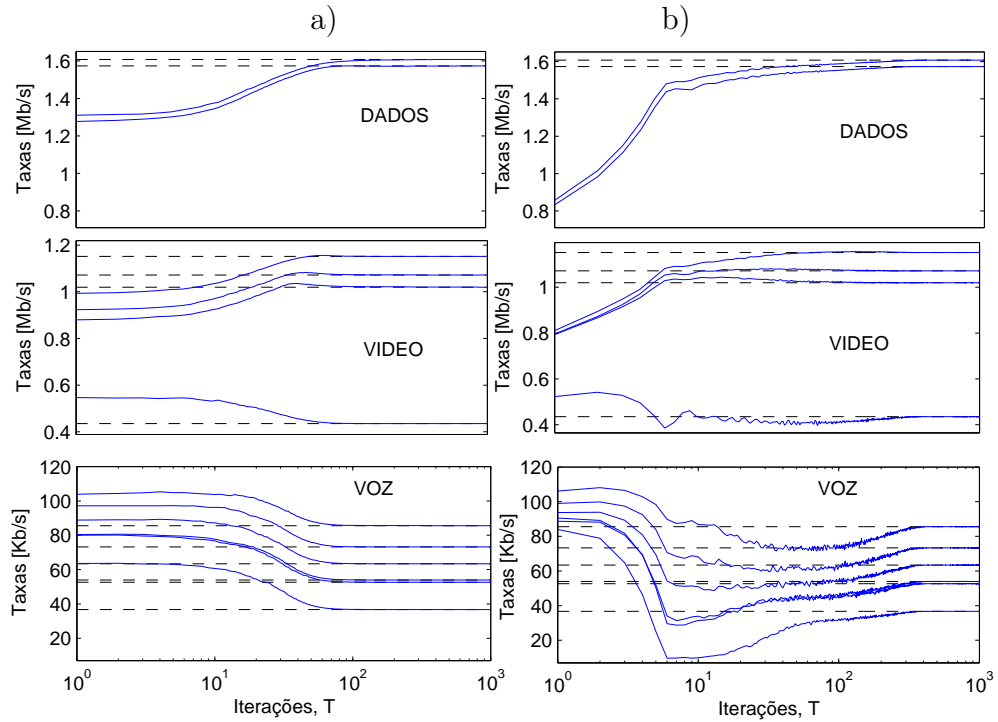 a)
b)
Taxas [Mb/s]
1.6
1.4
1.2
1
0.8
DADOS
Taxas [Mb/s]
1.6
1.4
1.2
1
0.8
DADOS
Taxas [Mb/s]
1.2
1
0.8
0.6
0.4
VIDEO
Taxas [Mb/s]
1
0.8
0.6
0.4
VIDEO
Taxas [Kb/s]
120
100
80
60
40
20
VOZ
10^0
10^1
10^2
10^3
Iterações, T
Taxas [Kb/s]
120
100
80
60
40
20
VOZ
10^0
10^1
10^2
10^3
Iterações, T